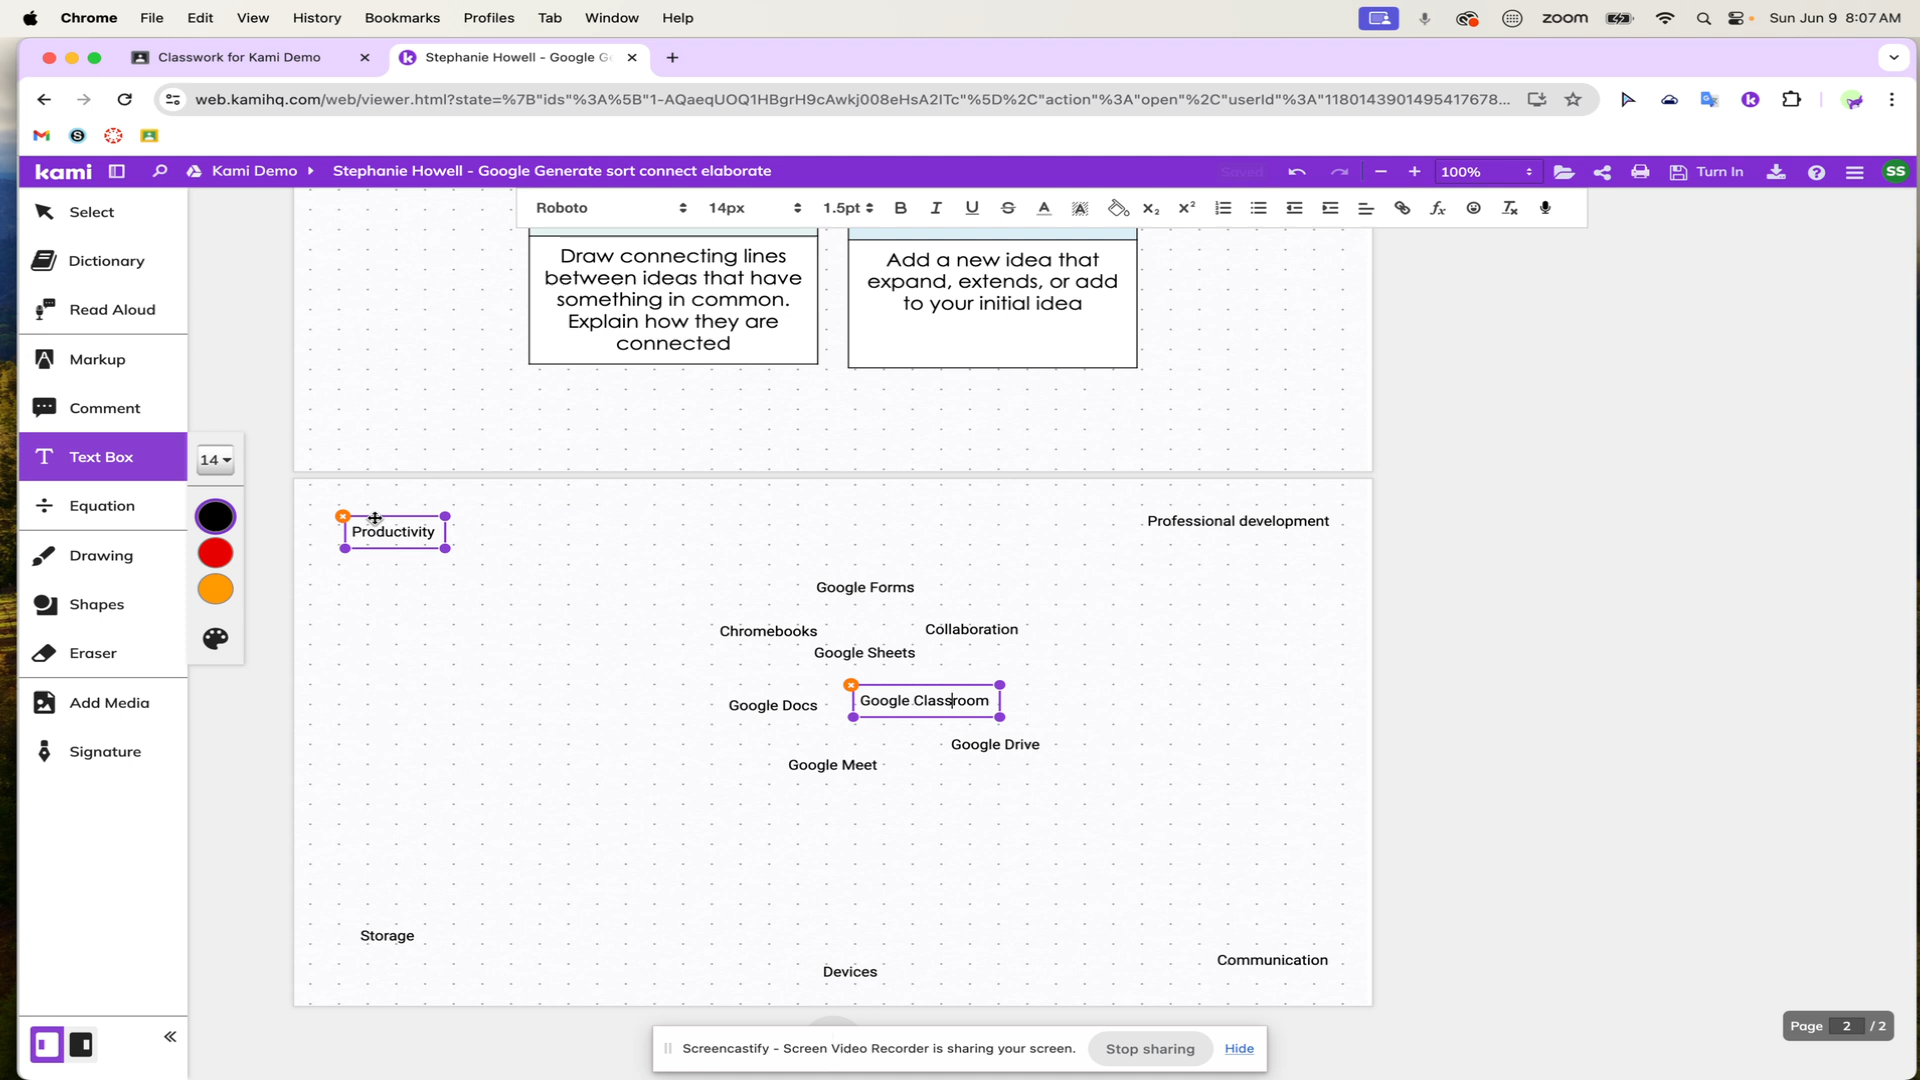 Chrome File Edit View History Bookmarks Profiles Tab Window Help zoom Sun Jun 9 8:07 AM
Classwork for Kami Demo
Stephanie Howell - Google G
web.kamihq.com/web/viewer.html?state=%7B"ids"%3A%5B"1-AQaeqUOQ1HBgrH9cAwkj008eHsA2ITc"%5D%2C"action"%3A"open"%2C"userId"%3A"1180143901495417678...
kami Kami Demo Stephanie Howell - Google Generate sort connect elaborate Saved 100% Turn In SS
Roboto 14px 1.5pt
Select
Dictionary
Read Aloud
Markup
Comment
Text Box
14
Equation
Drawing
Shapes
Eraser
Add Media
Signature
Draw connecting lines
between ideas that have
something in common.
Explain how they are
connected
Add a new idea that
expand, extends, or add
to your initial idea
Productivity
Professional development
Google Forms
Chromebooks
Collaboration
Google Sheets
Google Docs
Google Classroom
Google Drive
Google Meet
Storage
Devices
Communication
Page 2 / 2
Screencastify - Screen Video Recorder is sharing your screen. Stop sharing Hide